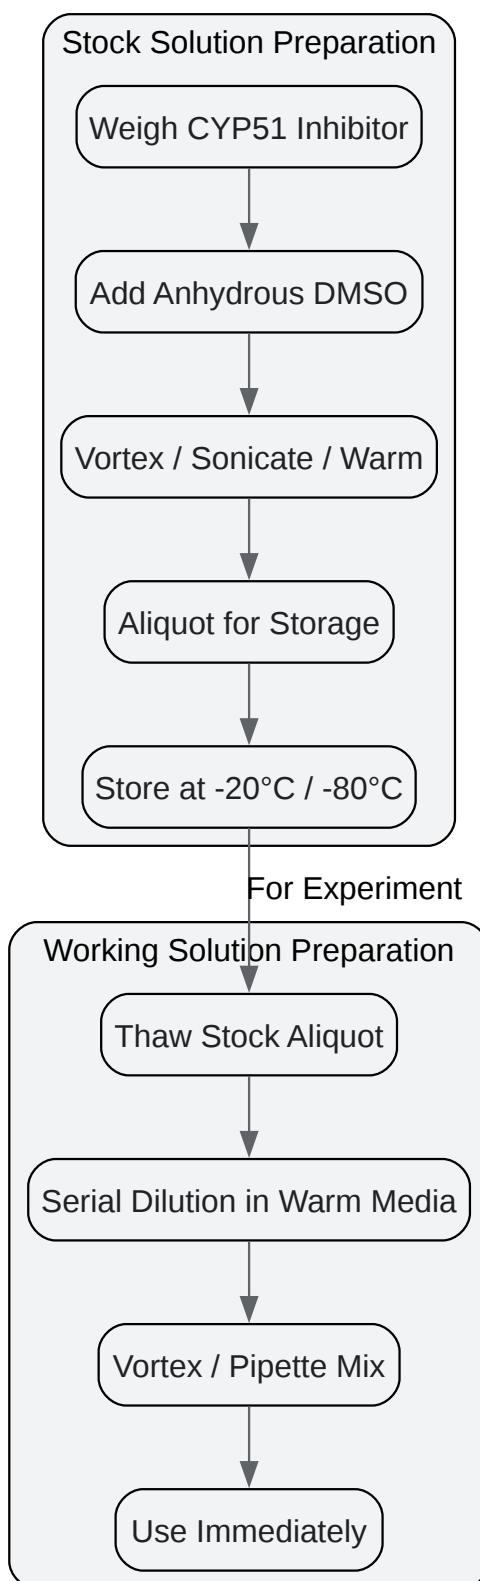 Stock Solution Preparation
Weigh CYP51 Inhibitor
Add Anhydrous DMSO
Vortex / Sonicate / Warm
Aliquot for Storage
Store at -20°C / -80°C
For Experiment
Working Solution Preparation
Thaw Stock Aliquot
Serial Dilution in Warm Media
Vortex / Pipette Mix
Use Immediately